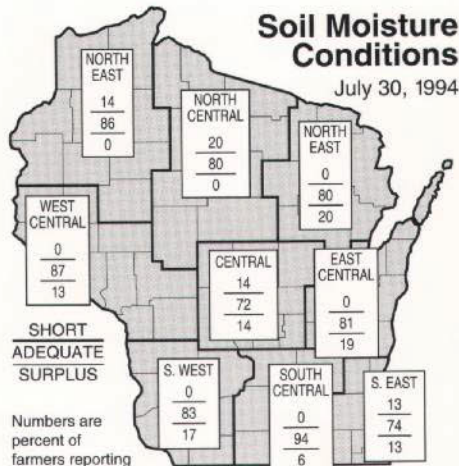 Soil Moisture
Conditions
July 30, 1994
NORTH
EAST
14
86
0
NORTH
CENTRAL
20
80
0
NORTH
EAST
0
80
20
WEST
CENTRAL
0
87
13
CENTRAL
14
72
14
EAST
CENTRAL
0
81
19
SHORT
ADEQUATE
SURPLUS
S. WEST
0
83
17
SOUTH
CENTRAL
0
94
6
S. EAST
13
74
13
Numbers are
percent of
farmers reporting